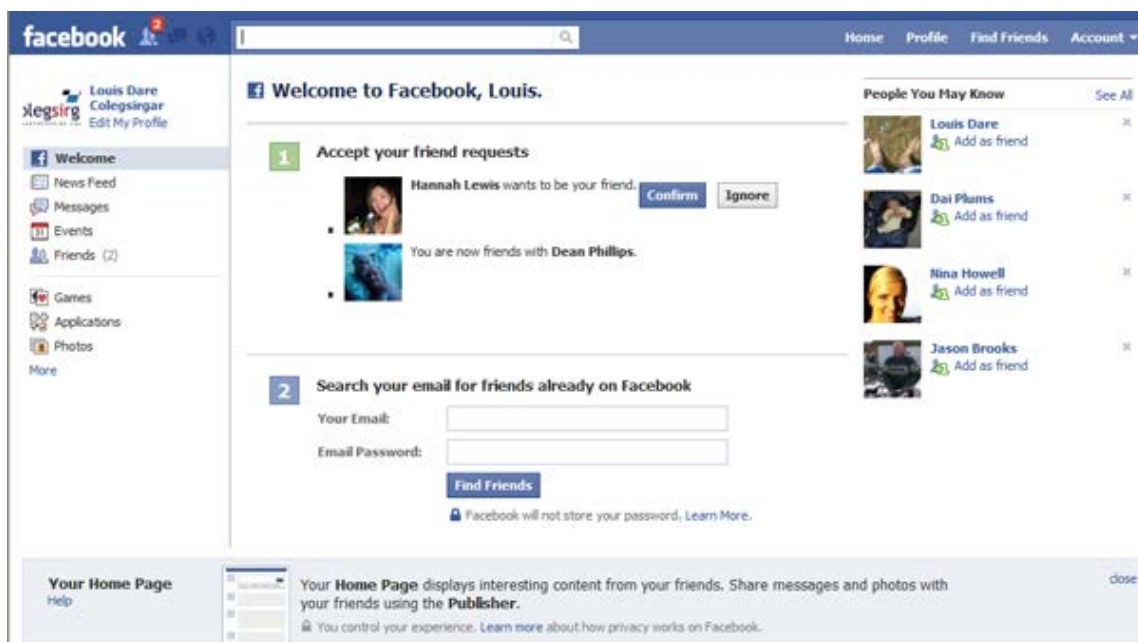 facebook 2
Home Profile Find Friends Account
Louis Dare
Colegsirgar
Edit My Profile
Welcome
News Feed
Messages
31 Events
Friends (2)
Games
Applications
Photos
More
Welcome to Facebook, Louis.
1 Accept your friend requests
Hannah Lewis wants to be your friend. Confirm Ignore
You are now friends with Dean Phillips.
2 Search your email for friends already on Facebook
Your Email:
Email Password:
Find Friends
Facebook will not store your password. Learn More.
People You May Know See All
Louis Dare
Add as friend
Dai Plums
Add as friend
Nina Howell
Add as friend
Jason Brooks
Add as friend
Your Home Page
Help
Your Home Page displays interesting content from your friends. Share messages and photos with
your friends using the Publisher.
You control your experience. Learn more about how privacy works on Facebook.
close